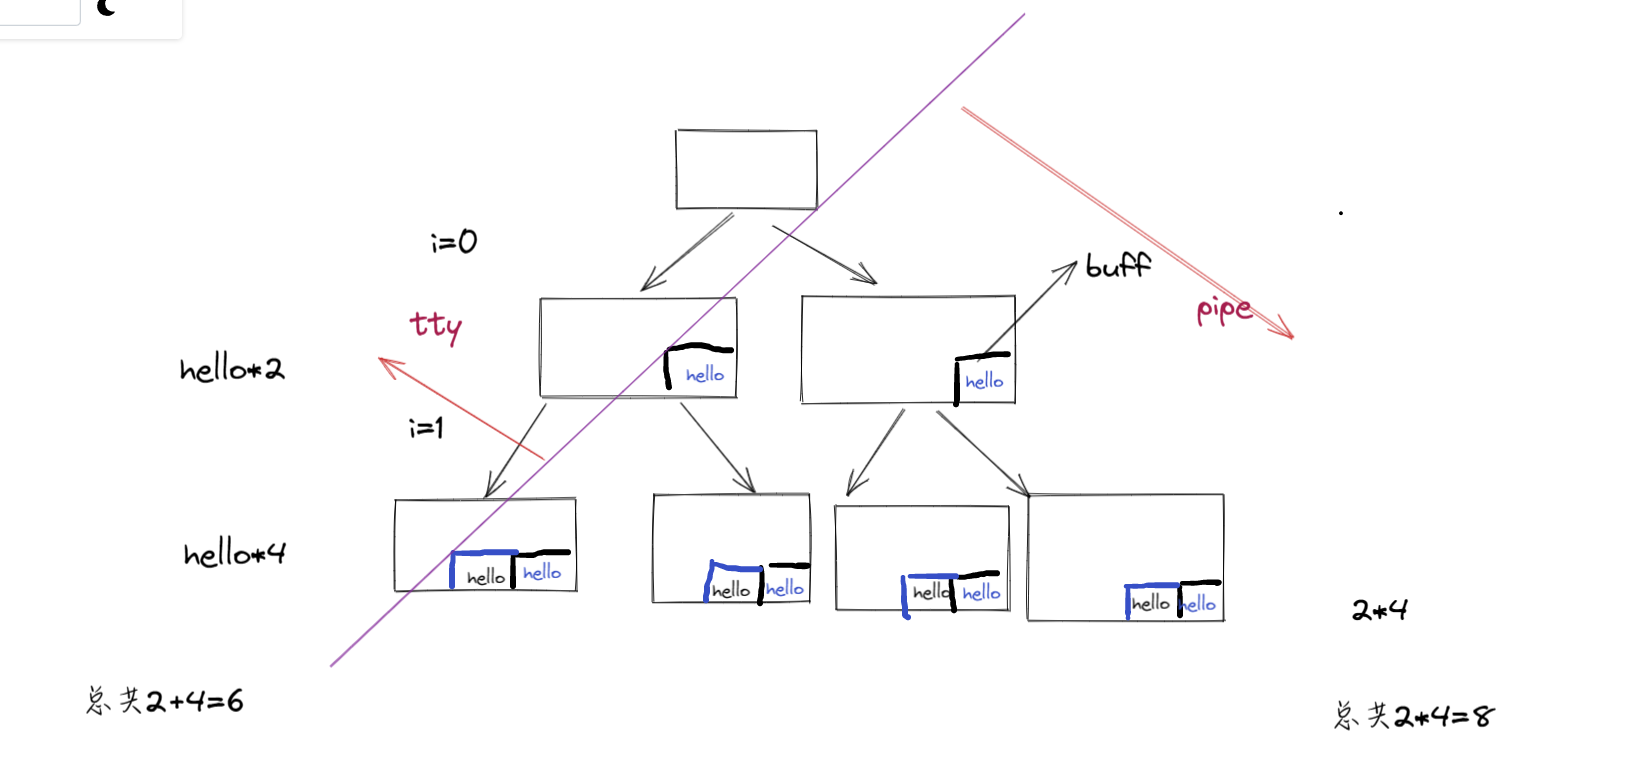 i=0
buff
tty
pipe
hello*2
hello
hello
i=1
hello*4
hello hello
hello hello
hello hello
hello hello
2*4
总共2+4=6
总共2*4=8